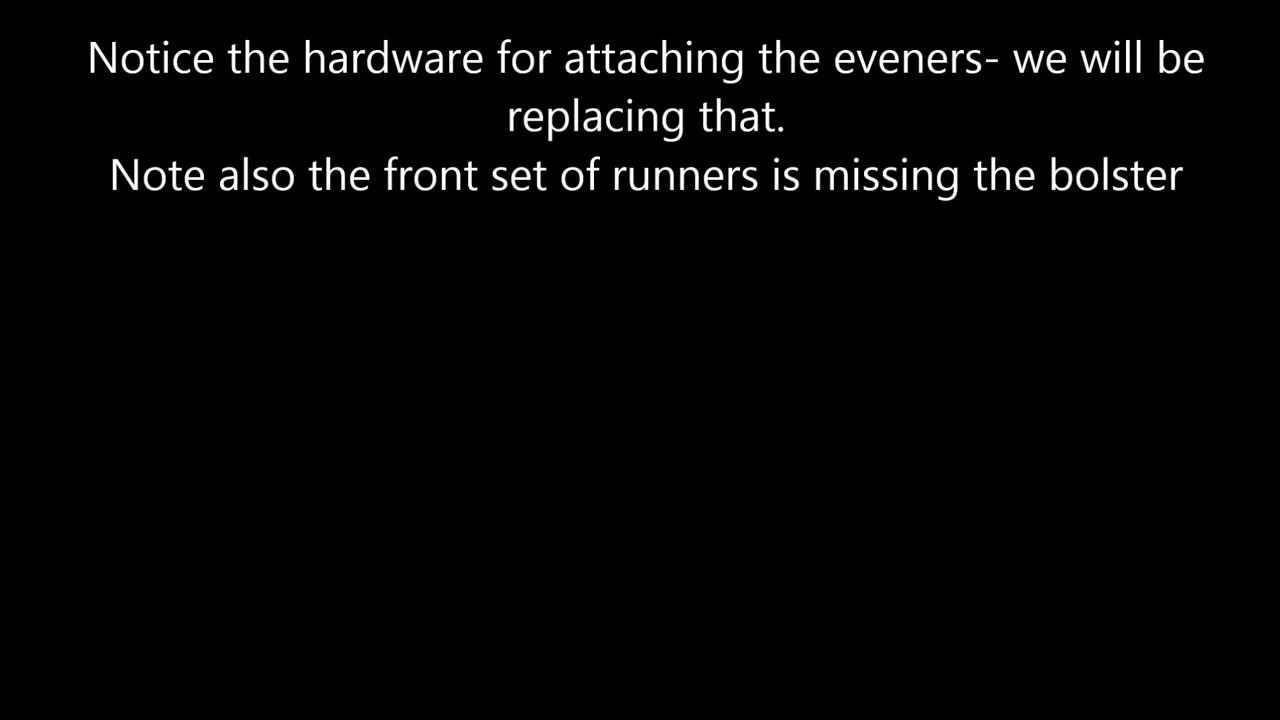 Notice the hardware for attaching the eveners- we will be
replacing that.
Note also the front set of runners is missing the bolster